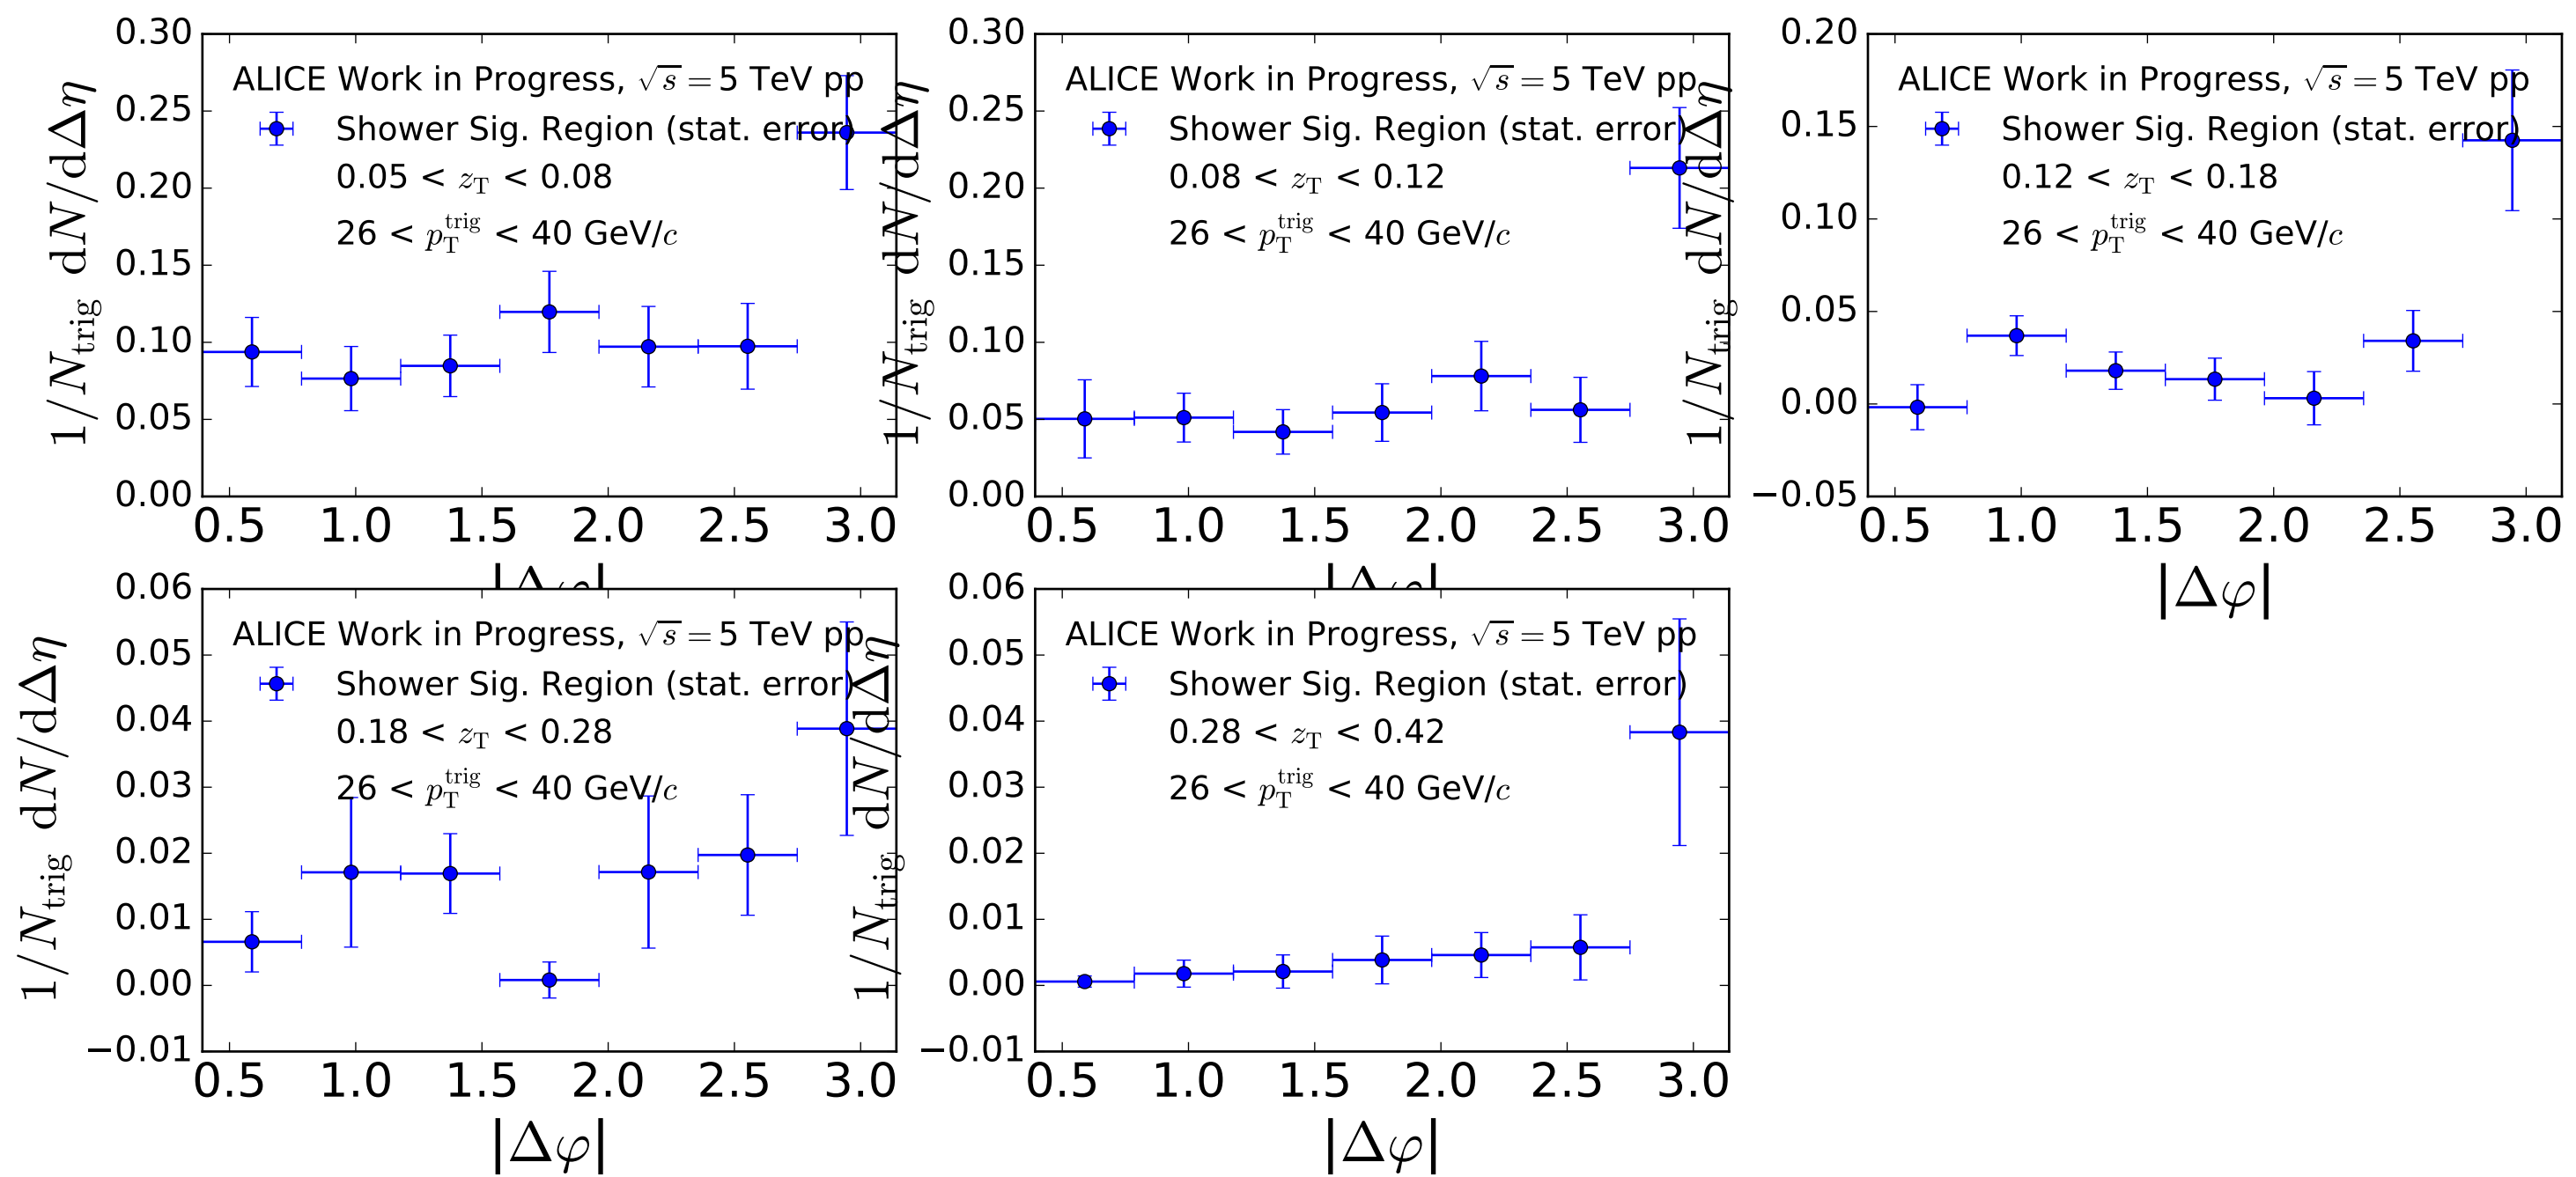 0.30
0.25
0.20
0.15
0.10
0.05
0.00
1/N_trig dN/dΔη
ALICE Work in Progress, √s = 5 TeV pp
Shower Sig. Region (stat. error)
0.05 < z_T < 0.08
26 < p_T^trig < 40 GeV/c
0.5 1.0 1.5 2.0 2.5 3.0
|Δφ|
0.30
0.25
0.20
0.15
0.10
0.05
0.00
1/N_trig dN/dΔη
ALICE Work in Progress, √s = 5 TeV pp
Shower Sig. Region (stat. error)
0.08 < z_T < 0.12
26 < p_T^trig < 40 GeV/c
0.5 1.0 1.5 2.0 2.5 3.0
|Δφ|
0.20
0.15
0.10
0.05
0.00
−0.05
1/N_trig dN/dΔη
ALICE Work in Progress, √s = 5 TeV pp
Shower Sig. Region (stat. error)
0.12 < z_T < 0.18
26 < p_T^trig < 40 GeV/c
0.5 1.0 1.5 2.0 2.5 3.0
|Δφ|
0.06
0.05
0.04
0.03
0.02
0.01
0.00
−0.01
1/N_trig dN/dΔη
ALICE Work in Progress, √s = 5 TeV pp
Shower Sig. Region (stat. error)
0.18 < z_T < 0.28
26 < p_T^trig < 40 GeV/c
0.5 1.0 1.5 2.0 2.5 3.0
|Δφ|
0.06
0.05
0.04
0.03
0.02
0.01
0.00
−0.01
1/N_trig dN/dΔη
ALICE Work in Progress, √s = 5 TeV pp
Shower Sig. Region (stat. error)
0.28 < z_T < 0.42
26 < p_T^trig < 40 GeV/c
0.5 1.0 1.5 2.0 2.5 3.0
|Δφ|